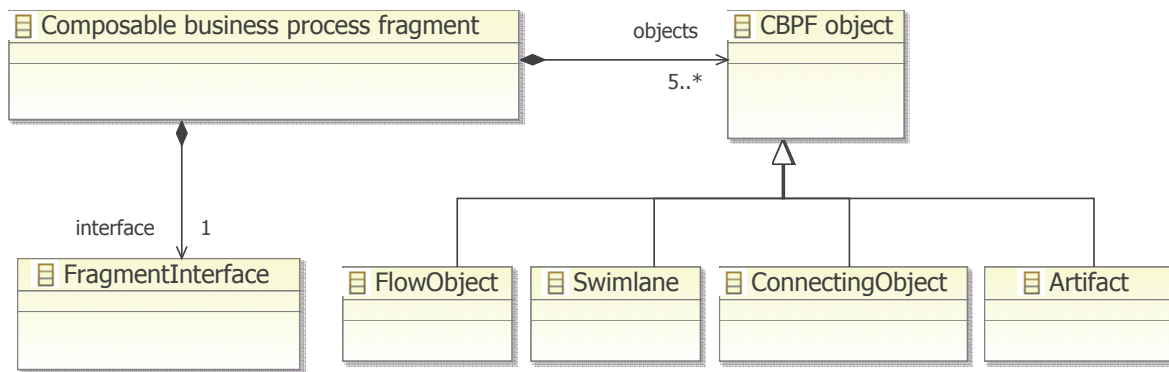 Composable business process fragment
objects
CBPF object
5..*
interface 1
FragmentInterface
FlowObject
Swimlane
ConnectingObject
Artifact